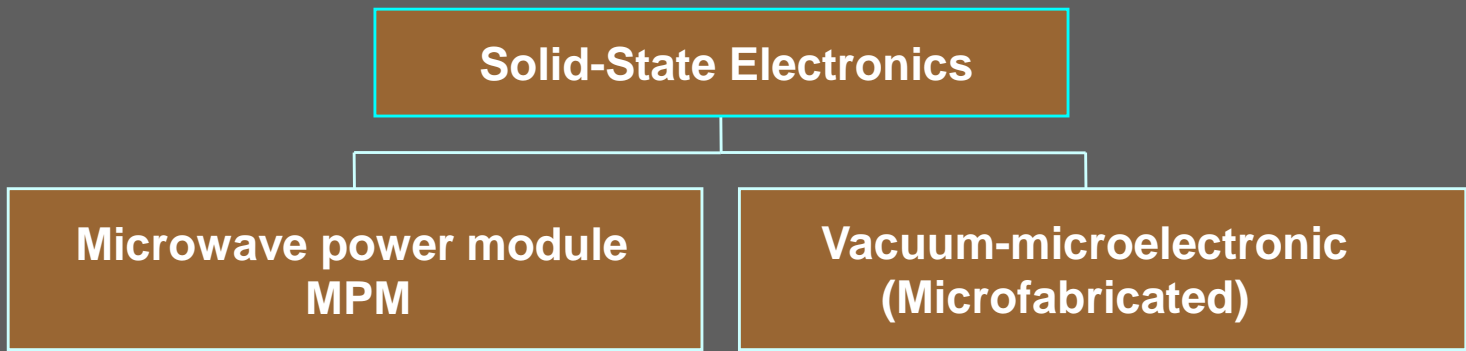 Solid-State Electronics
Microwave power module
MPM
Vacuum-microelectronic
(Microfabricated)